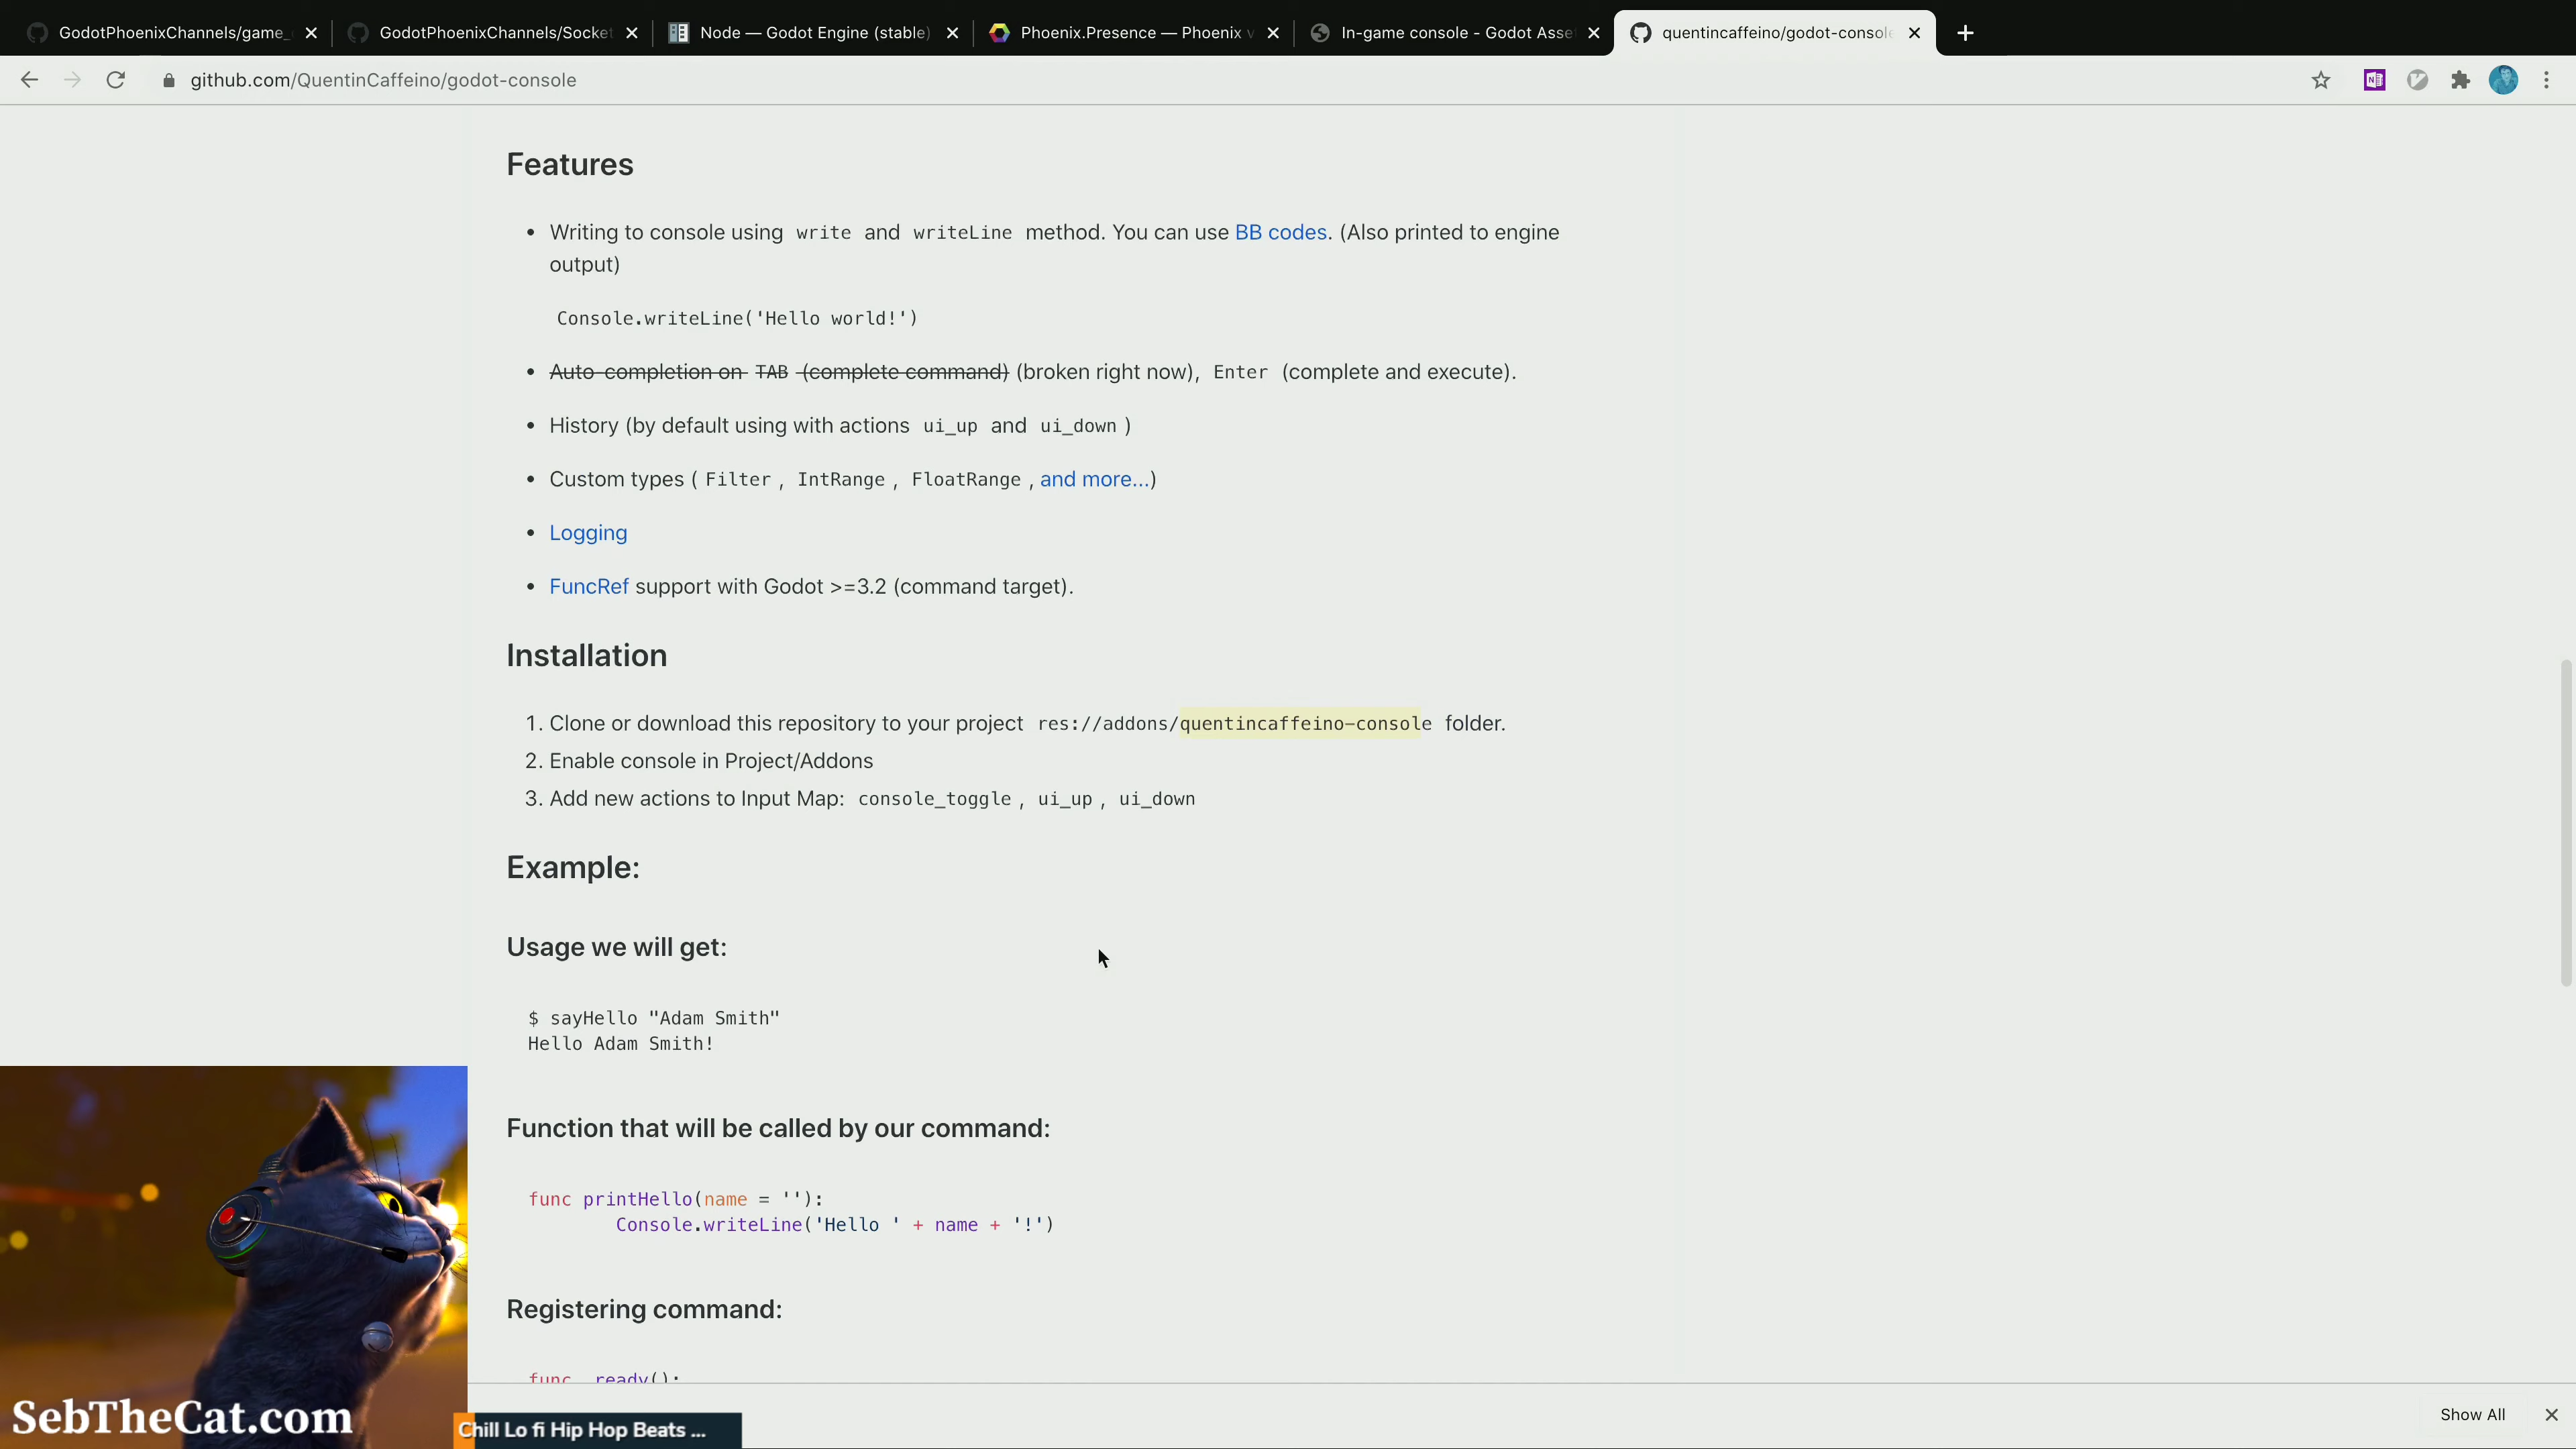 GodotPhoenixChannels/game_
GodotPhoenixChannels/Socket
Node — Godot Engine (stable)
Phoenix.Presence — Phoenix v
In-game console - Godot Asse
quentincaffeino/godot-console
github.com/QuentinCaffeino/godot-console
Features
• Writing to console using write and writeLine method. You can use BB codes. (Also printed to engine
output)
Console.writeLine('Hello world!')
• Auto-completion on TAB (complete command) (broken right now), Enter (complete and execute).
• History (by default using with actions ui_up and ui_down )
• Custom types ( Filter , IntRange , FloatRange , and more...)
• Logging
• FuncRef support with Godot >=3.2 (command target).
Installation
1. Clone or download this repository to your project res://addons/quentincaffeino-console folder.
2. Enable console in Project/Addons
3. Add new actions to Input Map: console_toggle , ui_up , ui_down
Example:
Usage we will get:
$ sayHello "Adam Smith"
Hello Adam Smith!
Function that will be called by our command:
func printHello(name = ''):
Console.writeLine('Hello ' + name + '!')
Registering command:
func _ready():
SebTheCat.com
Chill Lo fi Hip Hop Beats ...
Show All